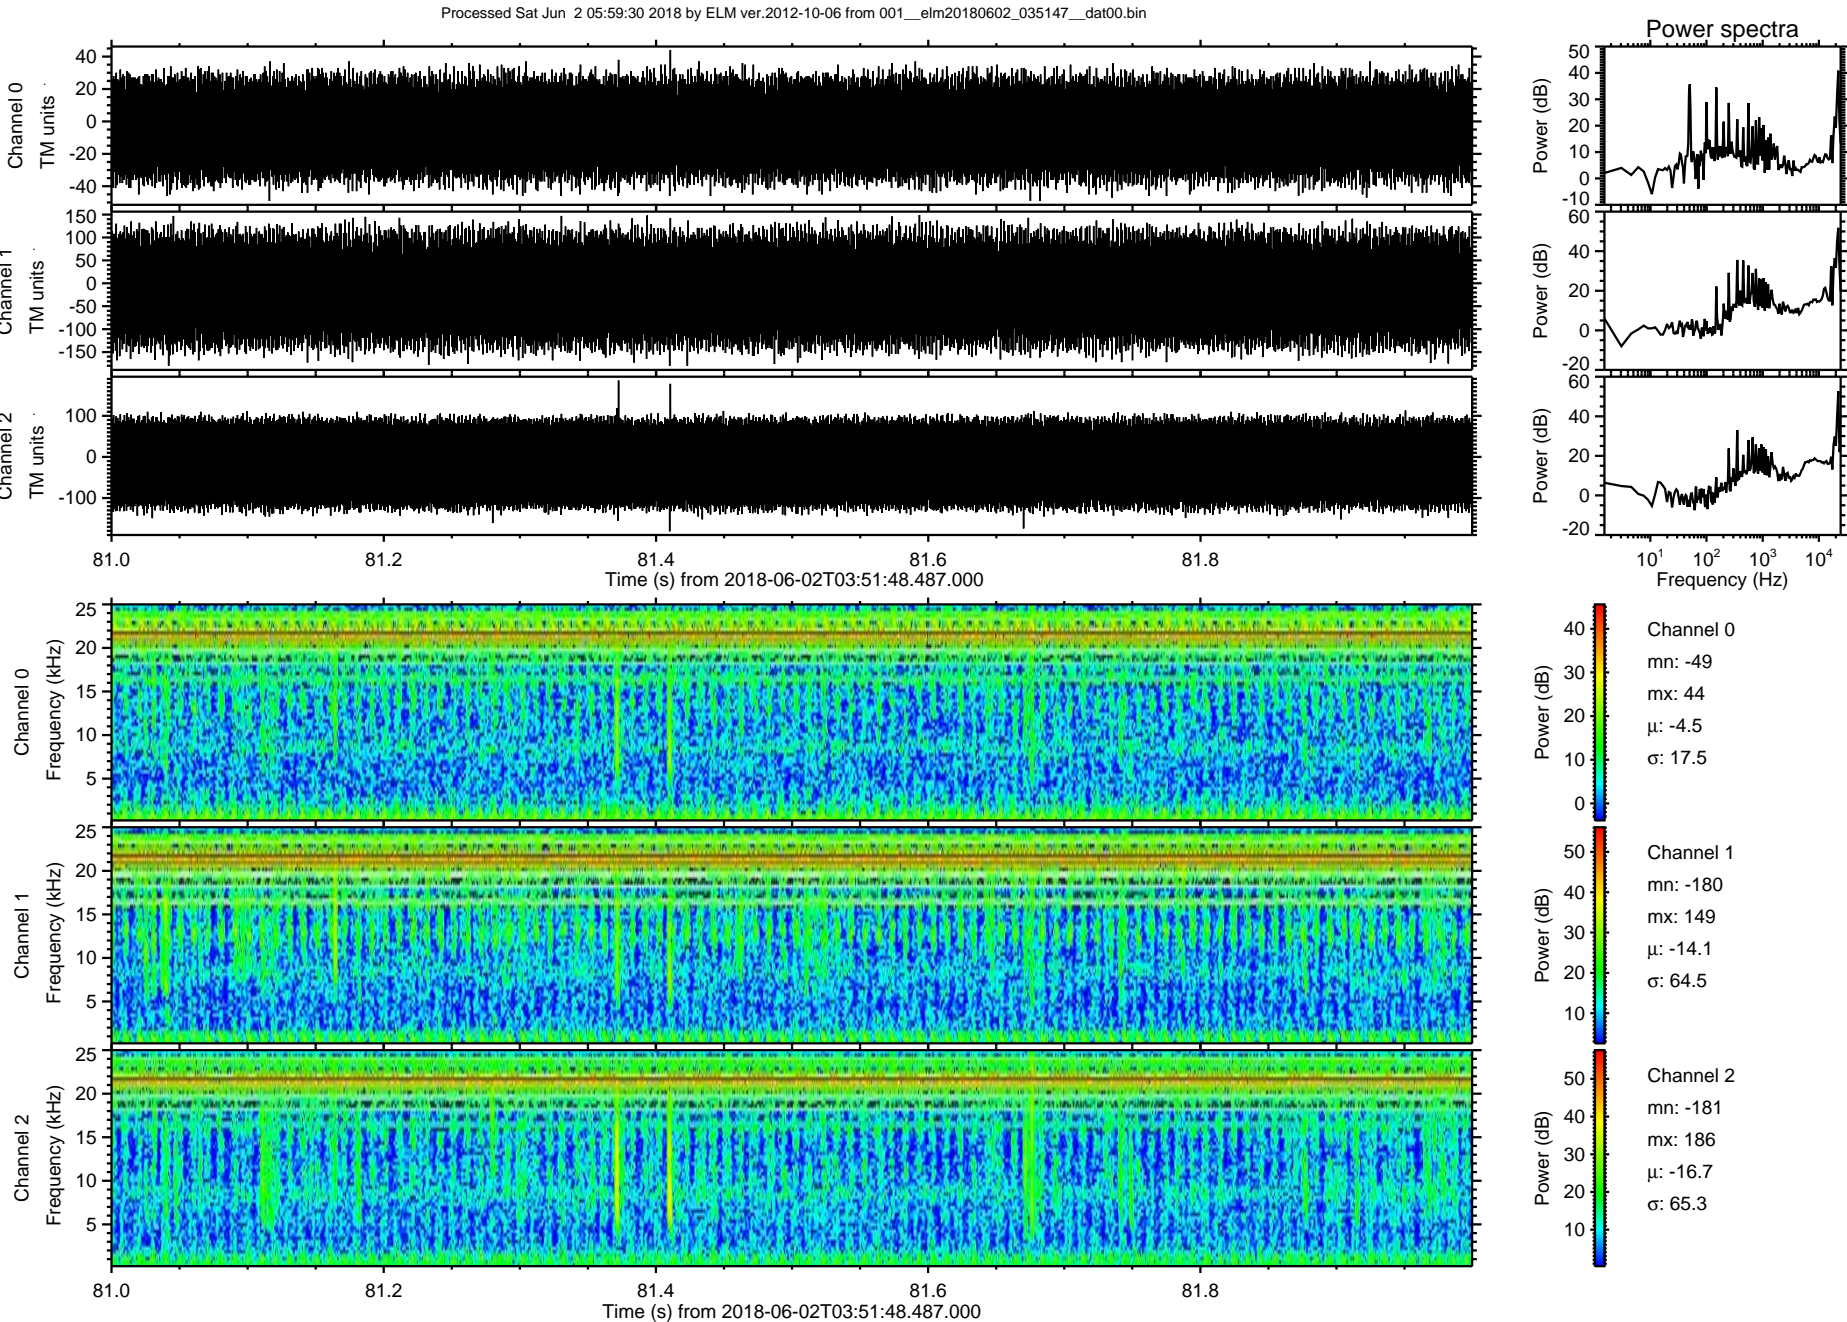 Processed Sat Jun 2 05:59:30 2018 by ELM ver.2012-10-06 from 001__elm20180602_035147__dat00.bin
Power spectra
Channel 0
TM units
40
20
0
-20
-40
Power (dB)
50
40
30
20
10
0
-10
Channel 1
TM units
150
100
50
0
-50
-100
-150
Power (dB)
60
40
20
0
-20
Channel 2
TM units
100
0
-100
Power (dB)
60
40
20
0
-20
81.0 81.2 81.4 81.6 81.8
Time (s) from 2018-06-02T03:51:48.487.000
10^1 10^2 10^3 10^4
Frequency (Hz)
Channel 0
Frequency (kHz)
25
20
15
10
5
Power (dB)
40
30
20
10
0
Channel 0
mn: -49
mx: 44
μ: -4.5
σ: 17.5
Channel 1
Frequency (kHz)
25
20
15
10
5
Power (dB)
50
40
30
20
10
Channel 1
mn: -180
mx: 149
μ: -14.1
σ: 64.5
Channel 2
Frequency (kHz)
25
20
15
10
5
Power (dB)
50
40
30
20
10
Channel 2
mn: -181
mx: 186
μ: -16.7
σ: 65.3
81.0 81.2 81.4 81.6 81.8
Time (s) from 2018-06-02T03:51:48.487.000